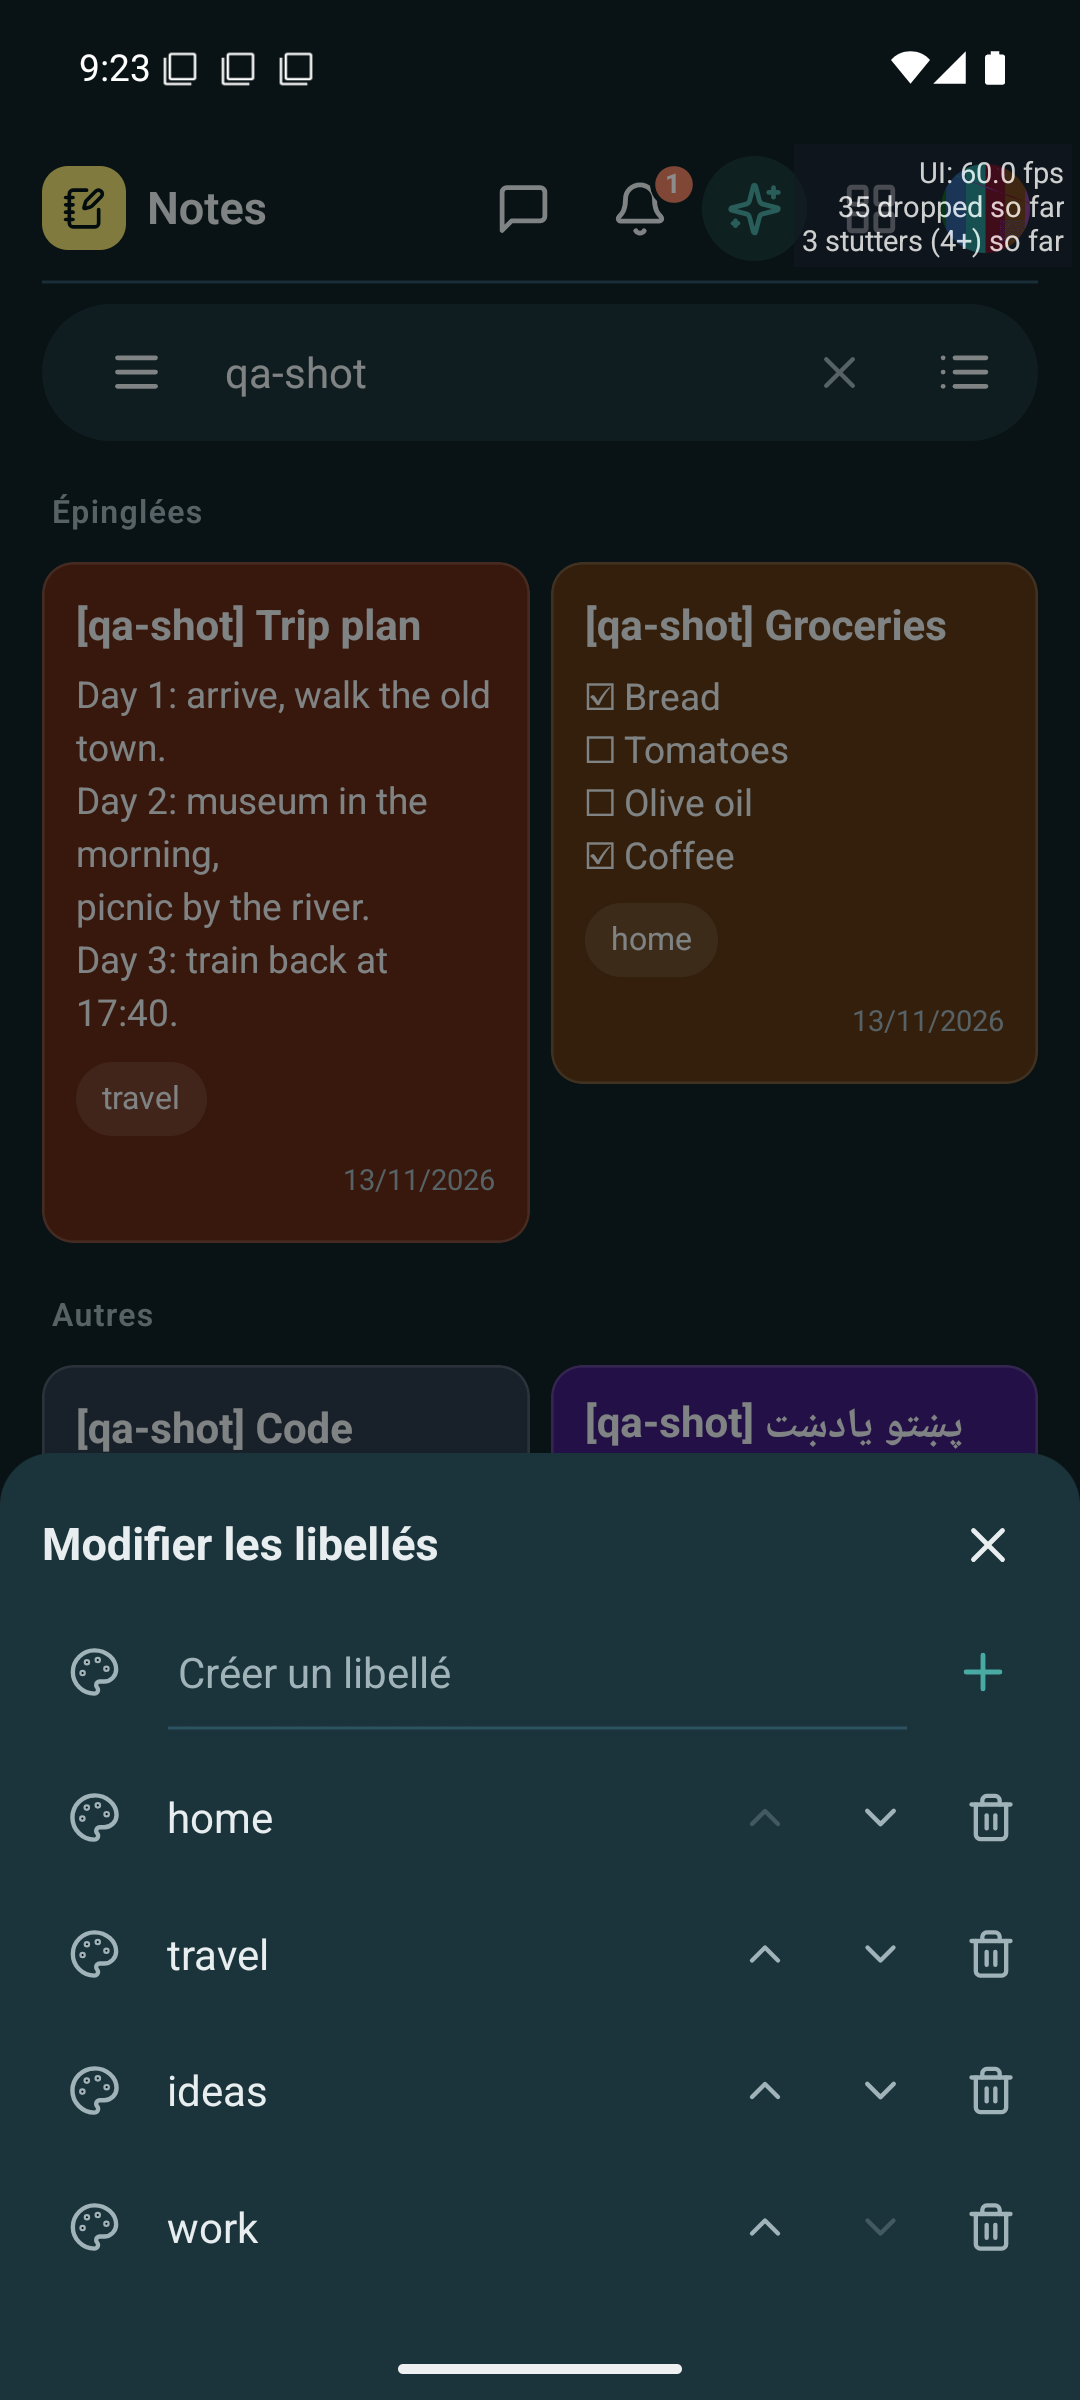 9:23
Notes
1
UI: 60.0 fps
35 dropped so far
3 stutters (4+) so far
qa-shot
Épinglées
[qa-shot] Trip plan
Day 1: arrive, walk the old
town.
Day 2: museum in the
morning,
picnic by the river.
Day 3: train back at
17:40.
travel
13/11/2026
[qa-shot] Groceries
☑ Bread
☐ Tomatoes
☐ Olive oil
☑ Coffee
home
13/11/2026
Autres
[qa-shot] Code
[qa-shot] پښتو يادښت
Modifier les libellés
Créer un libellé
home
travel
ideas
work